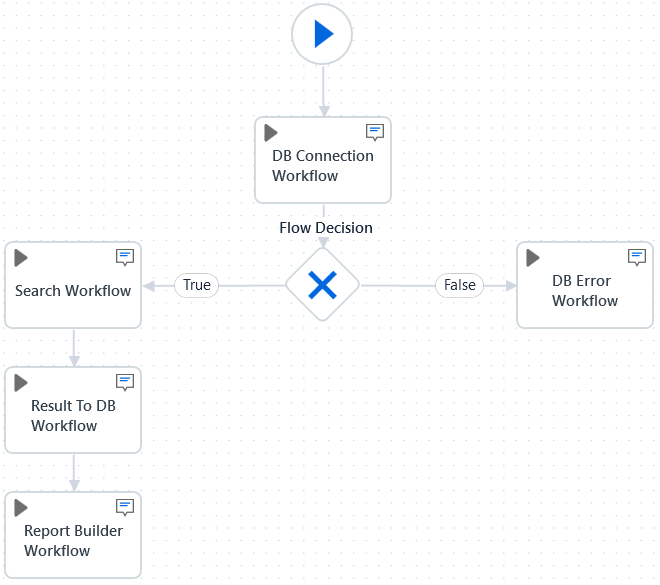 DB Connection
Workflow
Flow Decision
Search Workflow
True
False
DB Error
Workflow
Result To DB
Workflow
Report Builder
Workflow